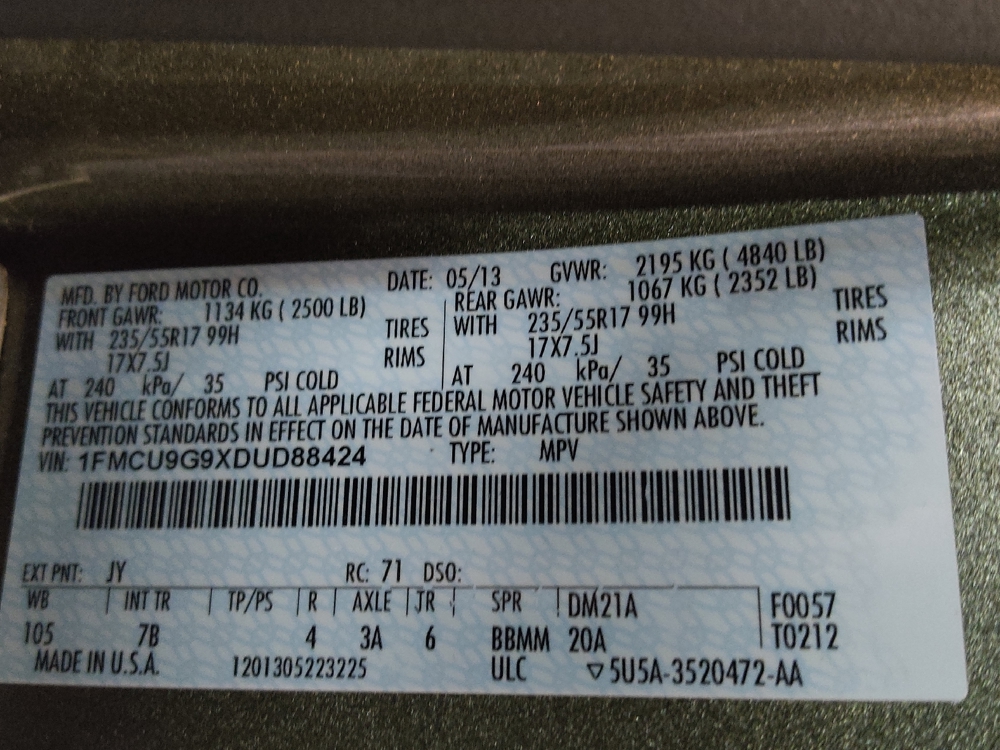 MFD. BY FORD MOTOR CO. DATE: 05/13 GVWR: 2195 KG ( 4840 LB)
FRONT GAWR: 1134 KG ( 2500 LB) REAR GAWR: 1067 KG ( 2352 LB)
WITH 235/55R17 99H TIRES WITH 235/55R17 99H TIRES
17X7.5J RIMS 17X7.5J RIMS
AT 240 kPa/ 35 PSI COLD AT 240 kPa/ 35 PSI COLD
THIS VEHICLE CONFORMS TO ALL APPLICABLE FEDERAL MOTOR VEHICLE SAFETY AND THEFT
PREVENTION STANDARDS IN EFFECT ON THE DATE OF MANUFACTURE SHOWN ABOVE.
VIN: 1FMCU9G9XDUD88424 TYPE: MPV
EXT PNT: JY RC: 71 DSO:
WB INT TR TP/PS R AXLE TR SPR DM21A F0057
105 7B 4 3A 6 BBMM 20A T0212
MADE IN U.S.A. 1201305223225 ULC ▽5U5A-3520472-AA